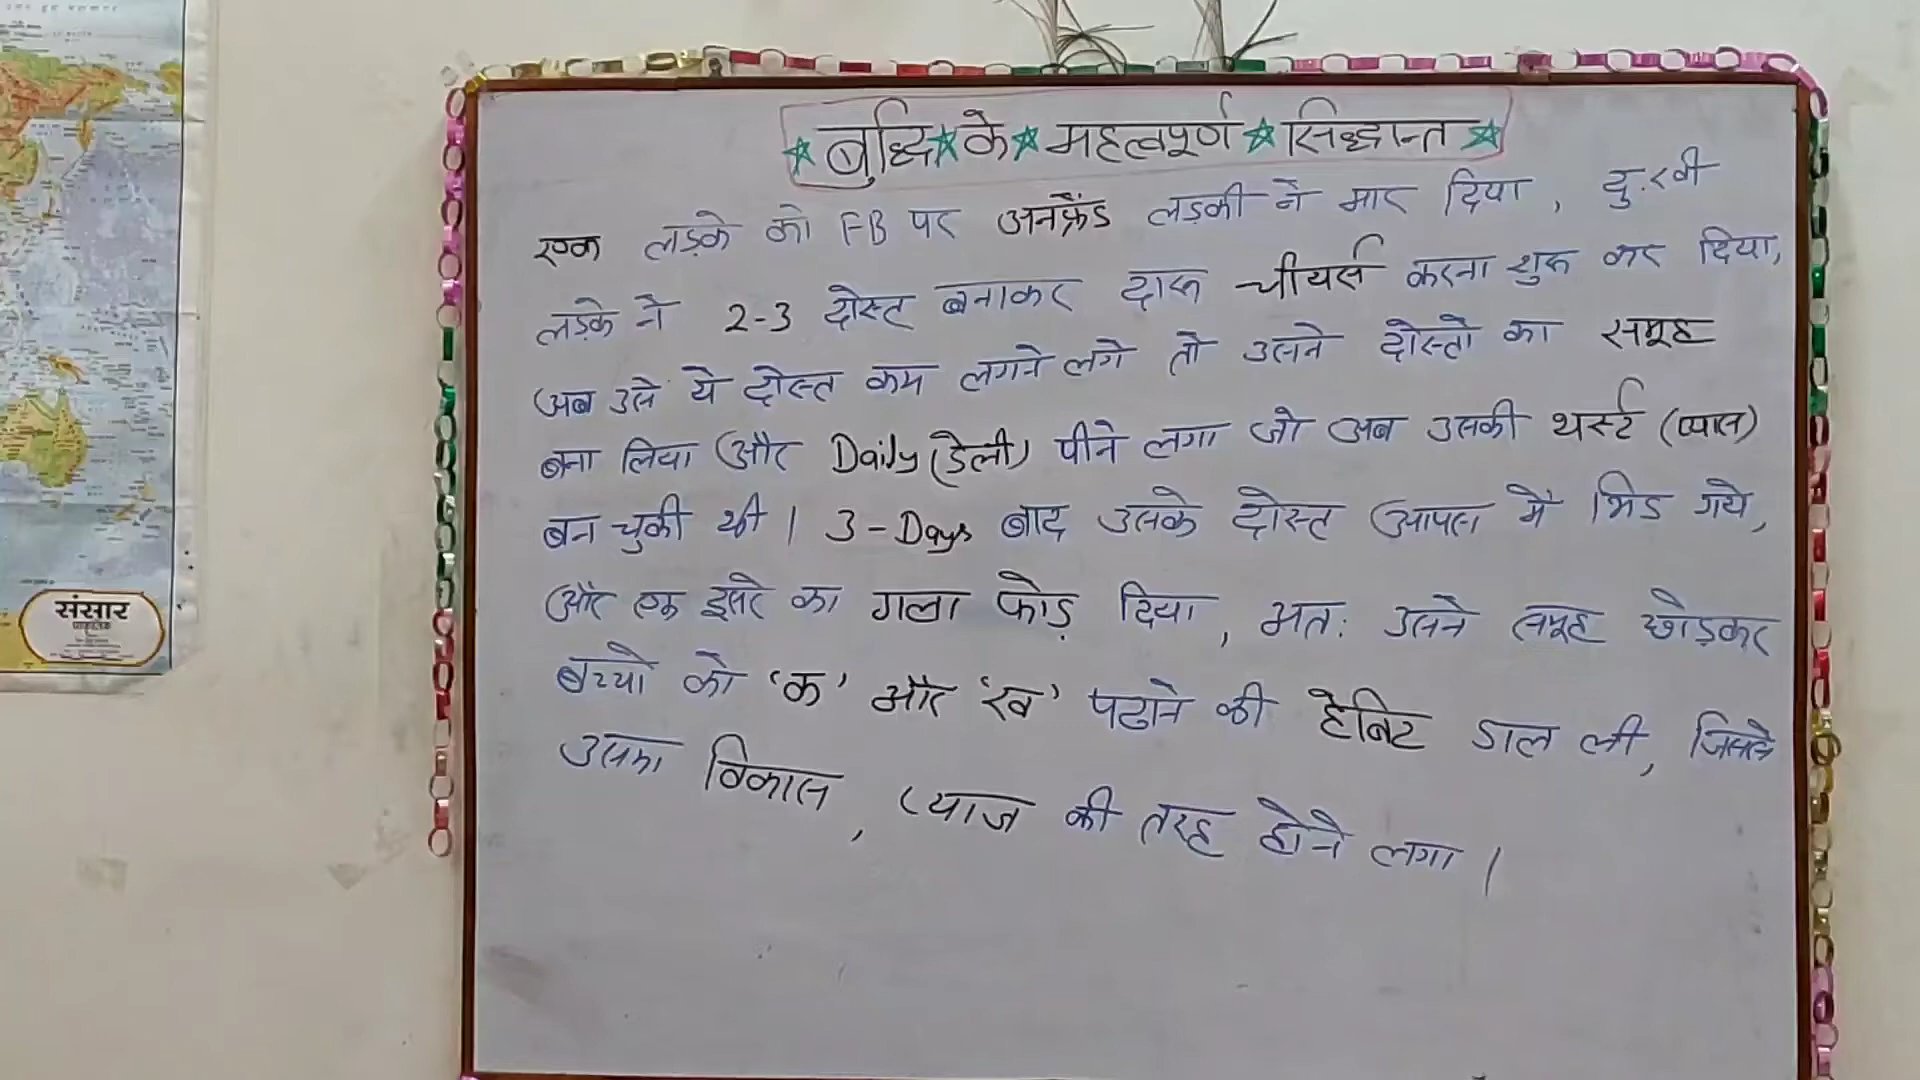 बुद्धि के महत्वपूर्ण सिद्धान्त
एक लड़के को FB पर अनफ्रैंड लड़की ने मार दिया, दु:खी
लड़के ने 2-3 दोस्त बनाकर दारू चीयर्स करना शुरू कर दिया,
अब उसे ये दोस्त कम लगने लगे तो उसने दोस्तो का समूह
बना लिया और Daily (डेली) पीने लगा जो अब उसकी थर्स्ट (प्यास)
बन चुकी थी। 3-Days बाद उसके दोस्त आपस में भिड गये,
और एक दूसरे का गला फोड़ दिया, अत: उसने समूह छोड़कर
बच्चो को 'क' और 'ख' पढाने की हेबिट डाल ली, जिससे
उसका विकास, प्याज की तरह होने लगा।
संसार
प्राकृतिक